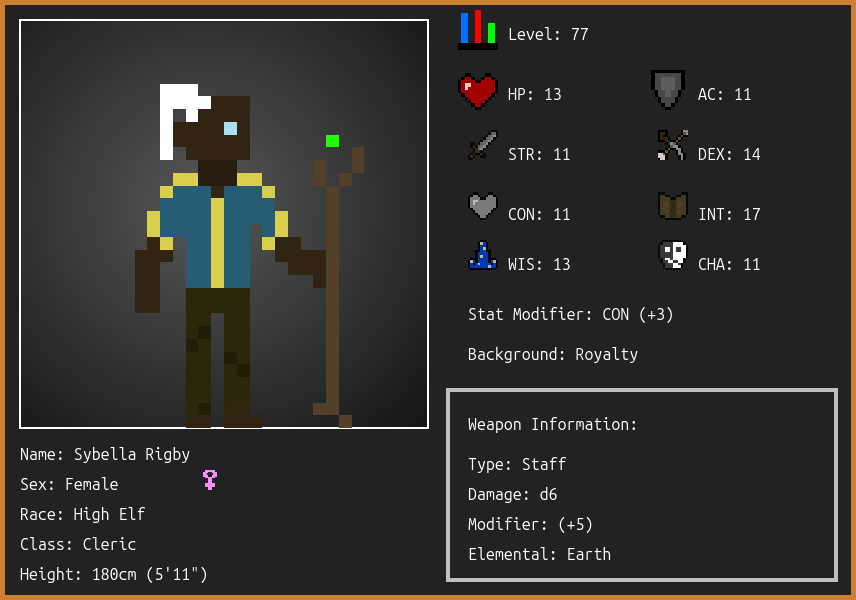 Level: 77
HP: 13
AC: 11
STR: 11
DEX: 14
CON: 11
INT: 17
WIS: 13
CHA: 11
Stat Modifier: CON (+3)
Background: Royalty
Weapon Information:
Type: Staff
Damage: d6
Modifier: (+5)
Elemental: Earth
Name: Sybella Rigby
Sex: Female
Race: High Elf
Class: Cleric
Height: 180cm (5'11")